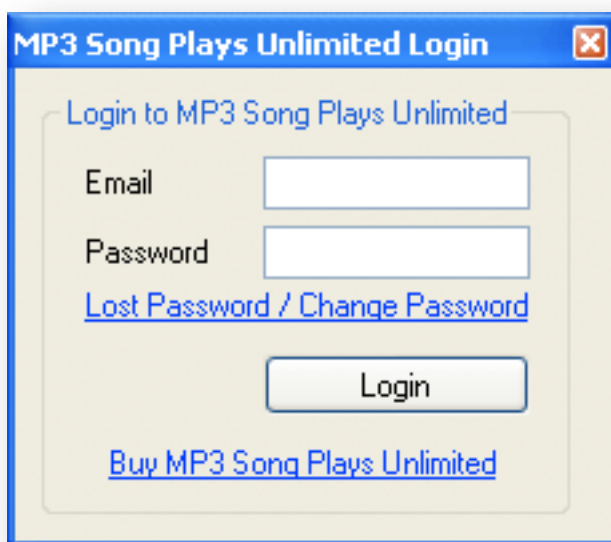 MP3 Song Plays Unlimited Login
Login to MP3 Song Plays Unlimited
Email
Password
Lost Password / Change Password
Login
Buy MP3 Song Plays Unlimited